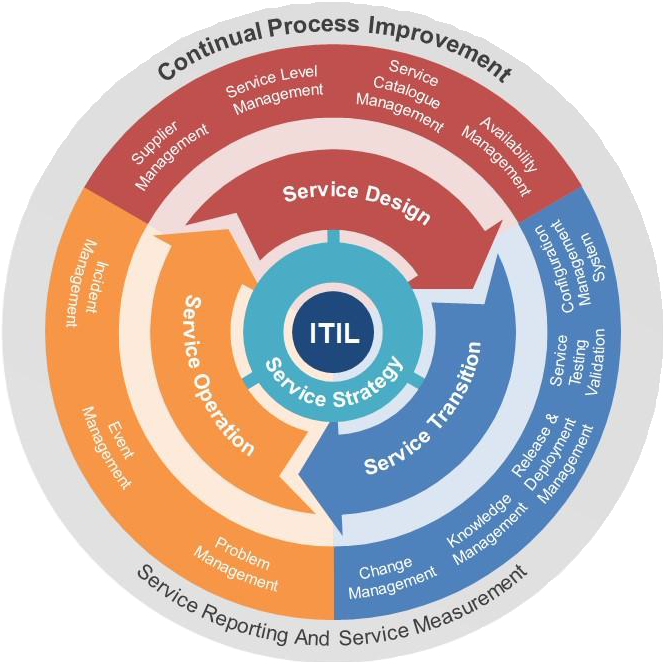 Continual Process Improvement
Supplier
Management
Service Level
Management
Service
Catalogue
Management
Availability
Management
Service Design
Configuration
Management
System
Service
Testing
Validation
Release &
Deployment
Management
Knowledge
Management
Change
Management
Service Transition
Incident
Management
Event
Management
Problem
Management
Service Operation
ITIL
Service Strategy
Service Reporting And Service Measurement